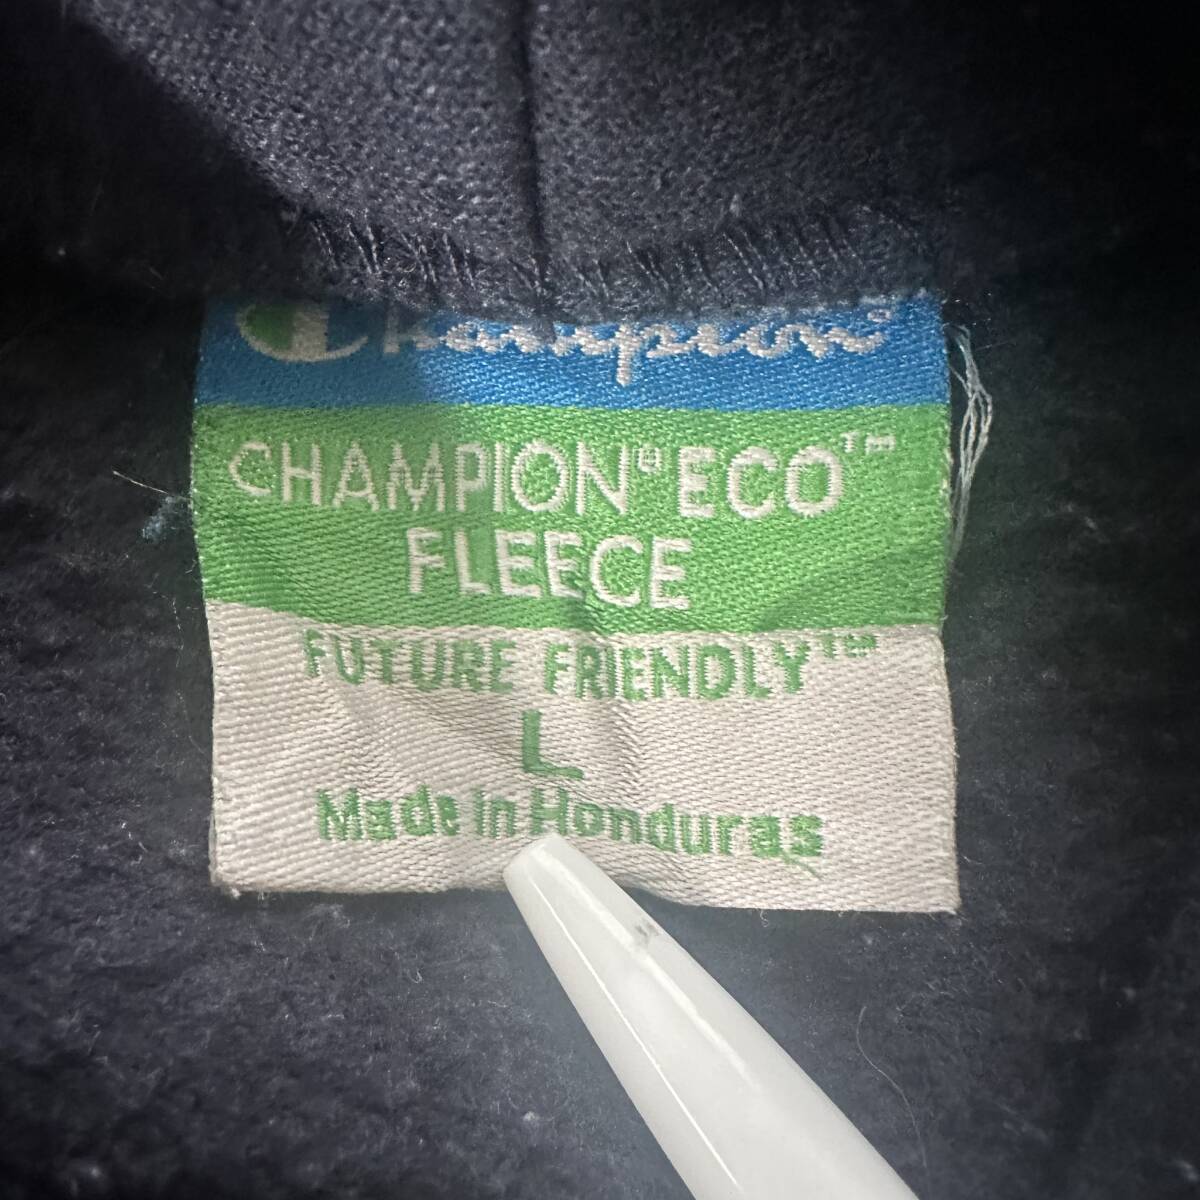 Champion®
CHAMPION® ECO™
FLEECE
FUTURE FRIENDLY™
L
Made in Honduras